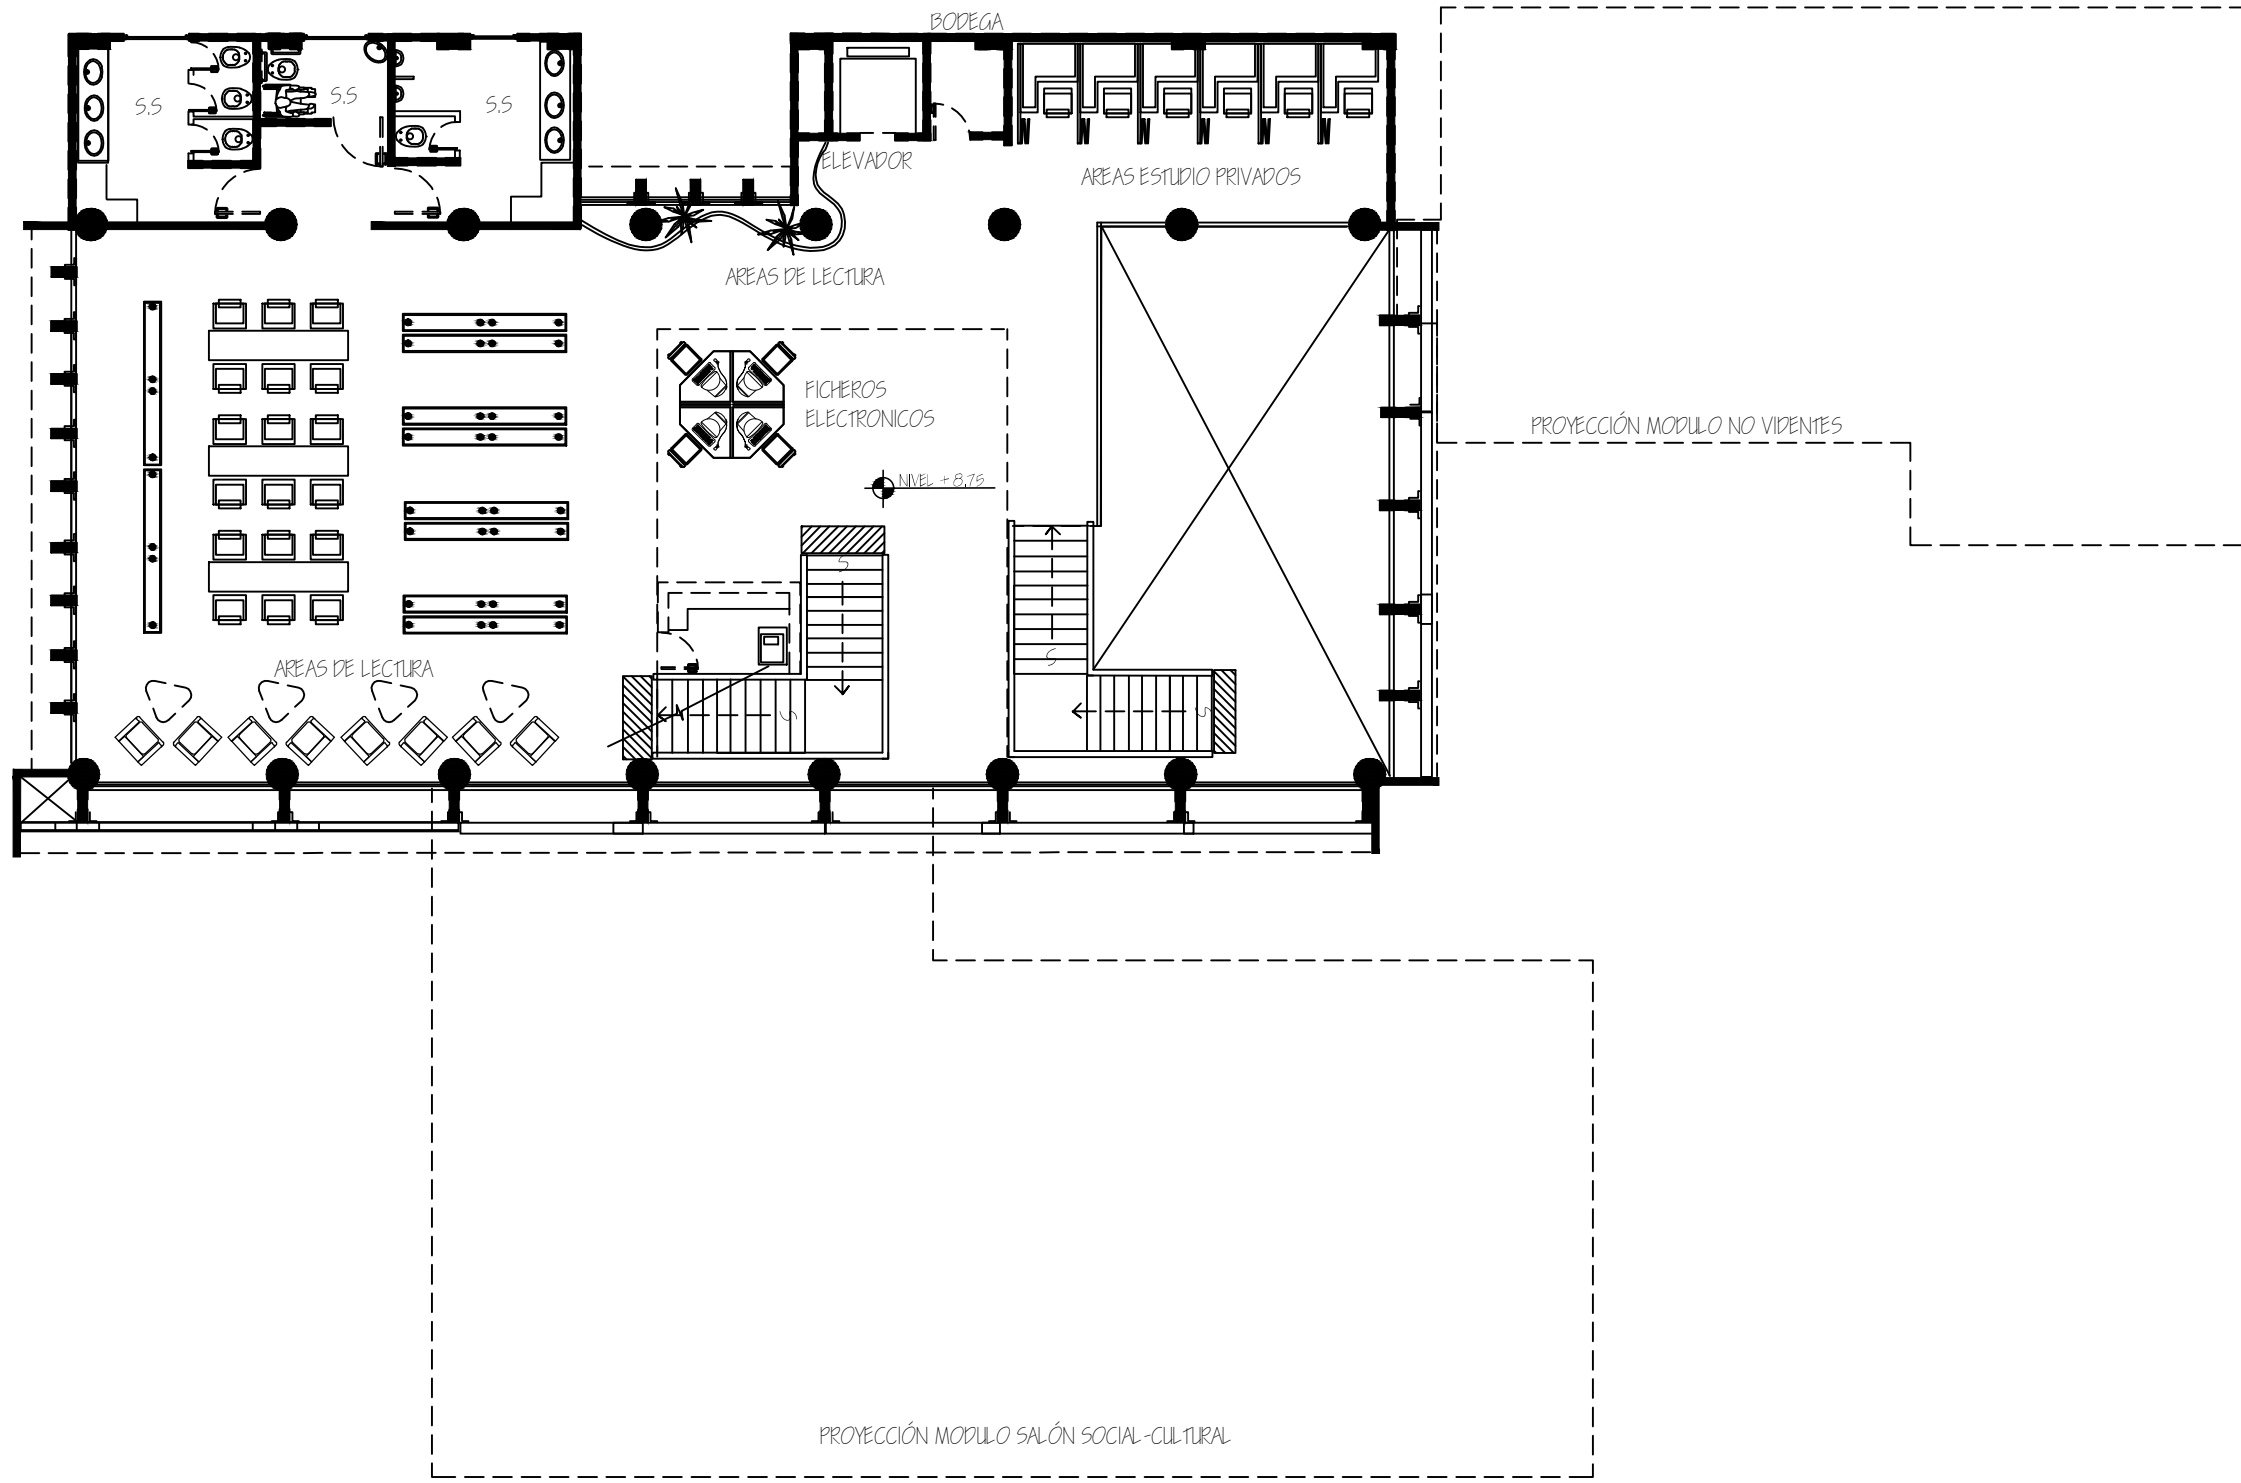 BODEGA
S.S
S.S
S.S
ELEVADOR
AREAS ESTUDIO PRIVADOS
AREAS DE LECTURA
FICHEROS
ELECTRONICOS
PROYECCIÓN MODULO NO VIDENTES
NIVEL + 8.75
S
S
AREAS DE LECTURA
S
S
PROYECCIÓN MODULO SALÓN SOCIAL-CULTURAL